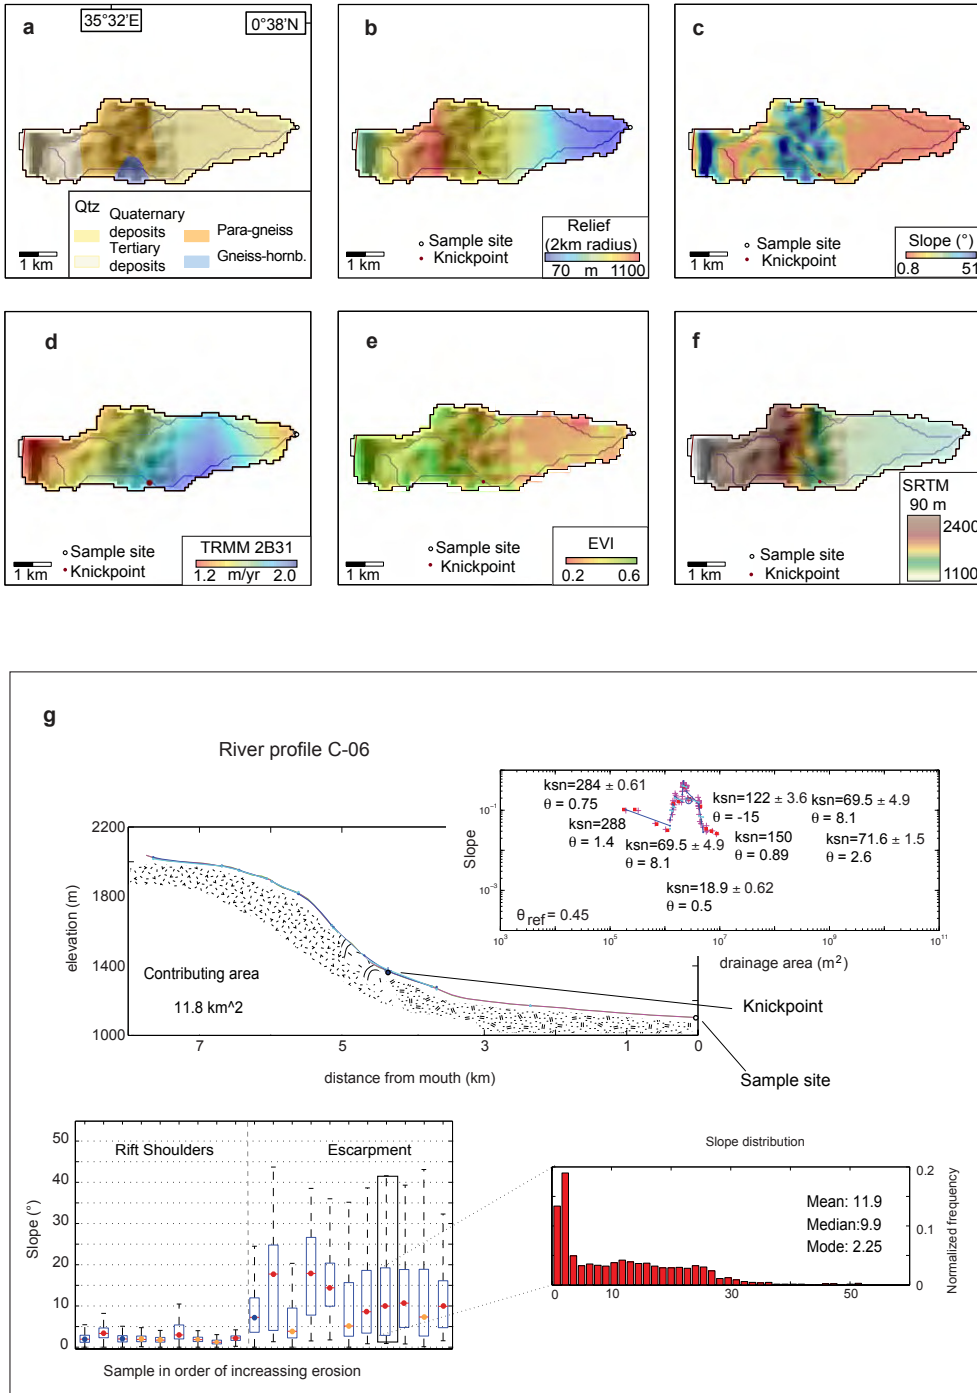 a
35°32'E
0°38'N
b
c
Qtz
Quaternary
deposits
Tertiary
deposits
Para-gneiss
Gneiss-hornb.
1 km
Sample site
Knickpoint
Relief
(2km radius)
70 m 1100
1 km
Sample site
Knickpoint
Slope (°)
0.8 51
1 km
d
e
f
Sample site
Knickpoint
TRMM 2B31
1.2 m/yr 2.0
1 km
Sample site
Knickpoint
EVI
0.2 0.6
1 km
Sample site
Knickpoint
SRTM
90 m
2400
1100
1 km
g
River profile C-06
2200
1800
1400
1000
elevation (m)
Contributing area
11.8 km^2
7 5 3 1 0
distance from mouth (km)
Knickpoint
Sample site
ksn=284 ± 0.61
θ = 0.75
ksn=288
θ = 1.4
ksn=69.5 ± 4.9
θ = 8.1
ksn=122 ± 3.6
θ = -15
ksn=150
θ = 0.89
ksn=69.5 ± 4.9
θ = 8.1
ksn=71.6 ± 1.5
θ = 2.6
ksn=18.9 ± 0.62
θ = 0.5
θref = 0.45
Slope
10⁻¹
10⁻³
10³ 10⁵ 10⁷ 10⁹ 10¹¹
drainage area (m²)
50
40
30
20
10
0
Slope (°)
Rift Shoulders
Escarpment
Sample in order of increassing erosion
Slope distribution
Mean: 11.9
Median:9.9
Mode: 2.25
0.2
0.1
0
Normalized frequency
0 10 30 50